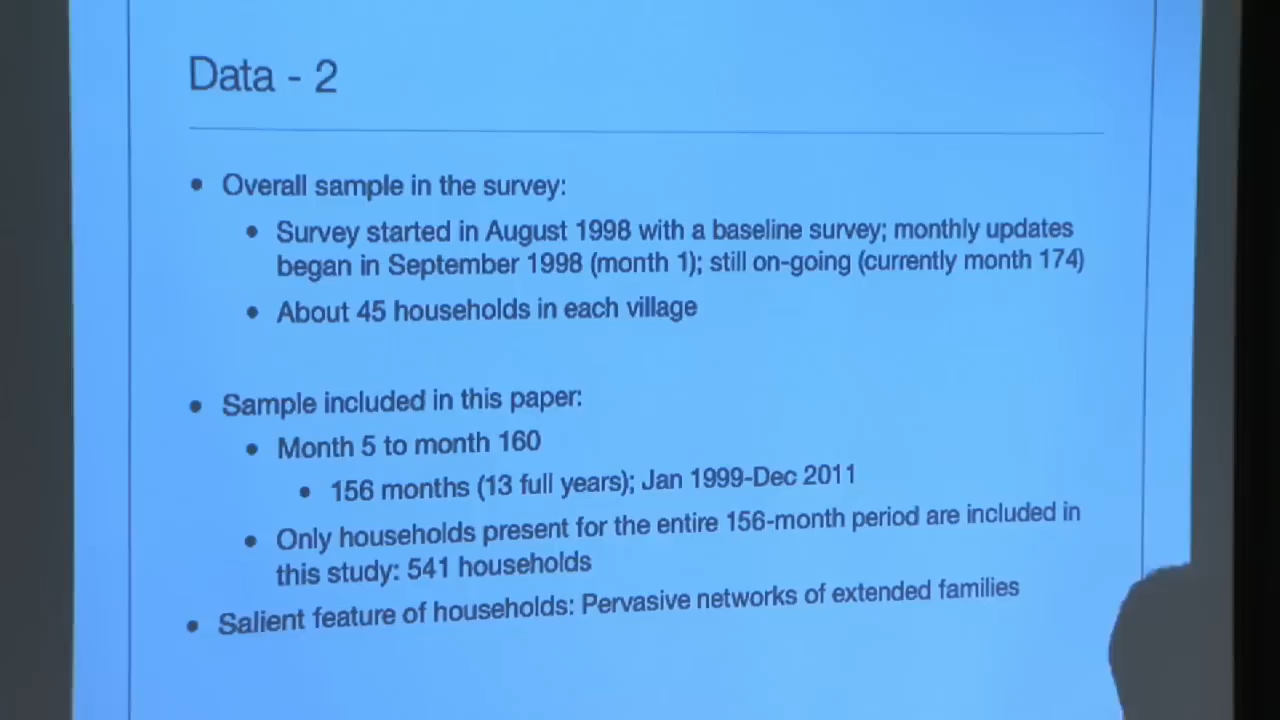 Data - 2
• Overall sample in the survey:
• Survey started in August 1998 with a baseline survey; monthly updates
began in September 1998 (month 1); still on-going (currently month 174)
• About 45 households in each village
• Sample included in this paper:
• Month 5 to month 160
• 156 months (13 full years); Jan 1999-Dec 2011
• Only households present for the entire 156-month period are included in
this study: 541 households
• Salient feature of households: Pervasive networks of extended families